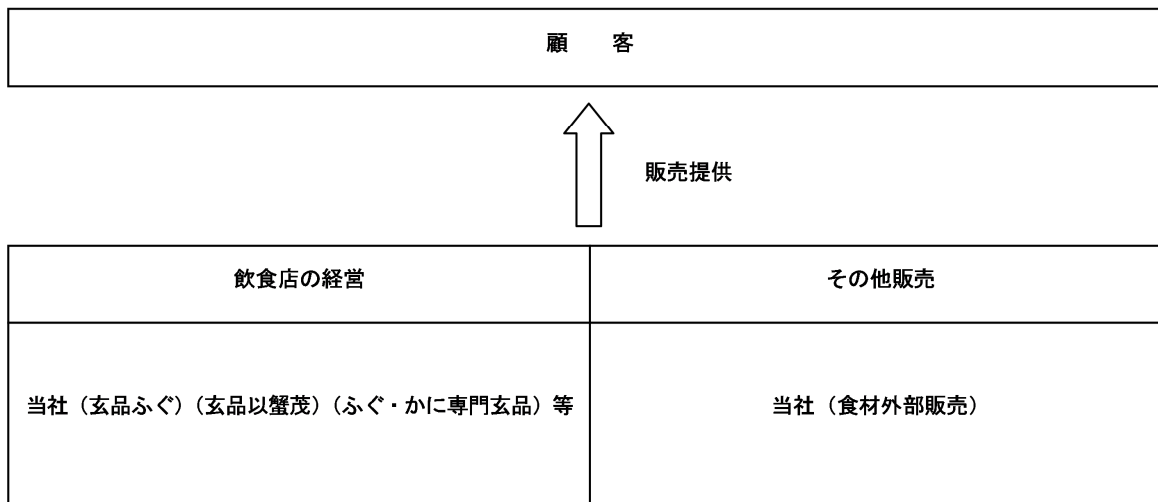 顧　　客
販売提供
飲食店の経営
その他販売
当社（玄品ふぐ）（玄品以蟹茂）（ふぐ・かに専門玄品）等
当社（食材外部販売）